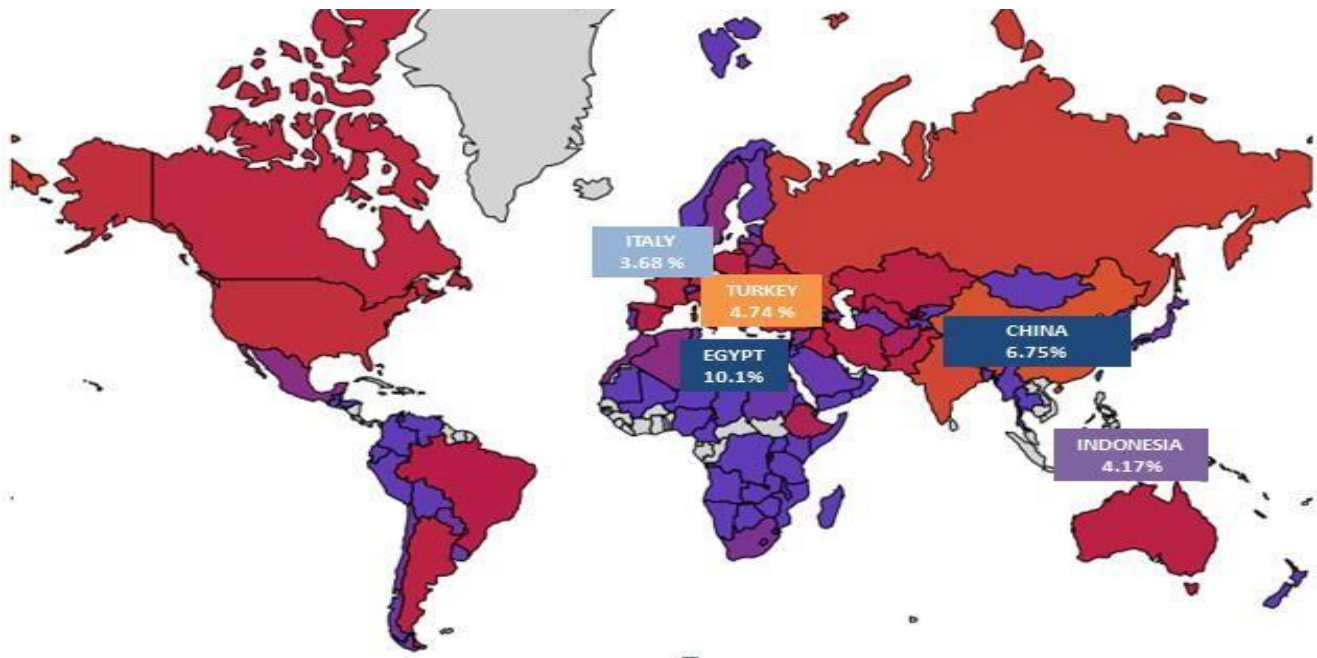 ITALY
3.68 %
TURKEY
4.74 %
EGYPT
10.1%
CHINA
6.75%
INDONESIA
4.17%